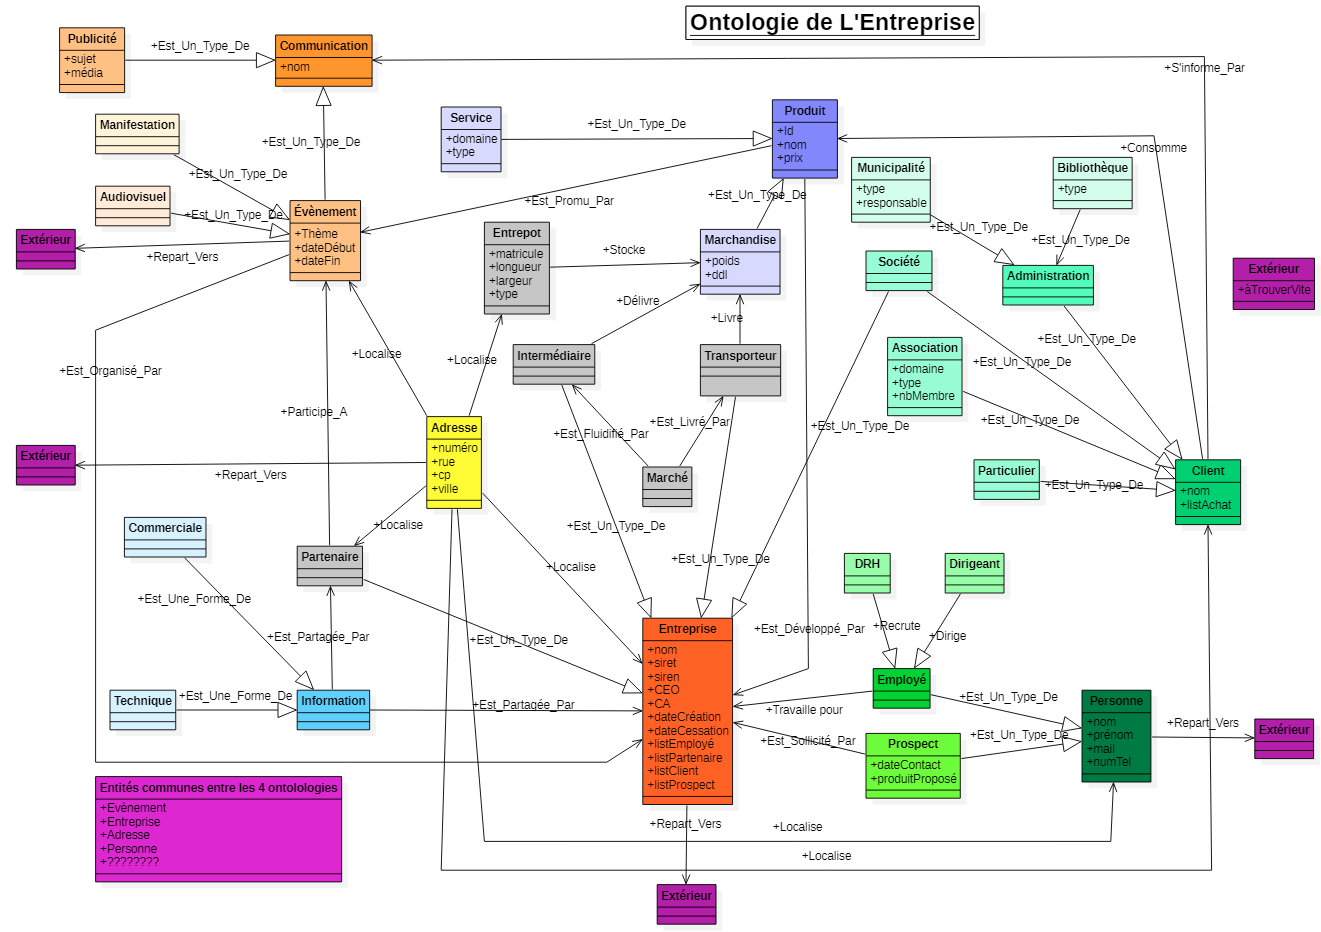 Ontologie de L'Entreprise
Publicité
+sujet
+média
+Est_Un_Type_De
Communication
+nom
+S'informe_Par
Manifestation
+Est_Un_Type_De
+Est_Un_Type_De
Audiovisuel
+Est_Un_Type_De
Évènement
+Thème
+dateDébut
+dateFin
Extérieur
+Repart_Vers
Service
+domaine
+type
+Est_Un_Type_De
Produit
+Id
+nom
+prix
+Consomme
+Est_Promu_Par
+Est_Un_Type_De
Municipalité
+type
+responsable
Bibliothèque
+type
+Est_Un_Type_De
+Est_Un_Type_De
Entrepot
+matricule
+longueur
+largeur
+type
+Stocke
Marchandise
+poids
+ddl
Société
Administration
Extérieur
+àTrouverVite
+Délivre
+Livre
+Localise
+Localise
Intermédiaire
Transporteur
Association
+domaine
+type
+nbMembre
+Est_Un_Type_De
+Est_Un_Type_De
+Est_Un_Type_De
+Est_Un_Type_De
+Est_Organisé_Par
+Participe_A
Adresse
+numéro
+rue
+cp
+ville
+Est_Fluidifié_Par
+Est_Livré_Par
Marché
Extérieur
+Repart_Vers
Particulier
+Est_Un_Type_De
Client
+nom
+listAchat
Commerciale
+Localise
Partenaire
+Est_Un_Type_De
+Est_Un_Type_De
+Localise
DRH
Dirigeant
+Est_Une_Forme_De
+Est_Partagée_Par
+Est_Un_Type_De
+Est_Développé_Par
+Recrute
+Dirige
Technique
+Est_Une_Forme_De
Information
+Est_Partagée_Par
Entreprise
+nom
+siret
+siren
+CEO
+CA
+dateCréation
+dateCessation
+listEmployé
+listPartenaire
+listClient
+listProspect
Employé
+Travaille pour
+Est_Un_Type_De
+Est_Sollicité_Par
Prospect
+dateContact
+produitProposé
+Est_Un_Type_De
Personne
+nom
+prénom
+mail
+numTel
+Repart_Vers
Extérieur
Entités communes entre les 4 ontolologies
+Evènement
+Entreprise
+Adresse
+Personne
+????????
+Repart_Vers
+Localise
+Localise
Extérieur